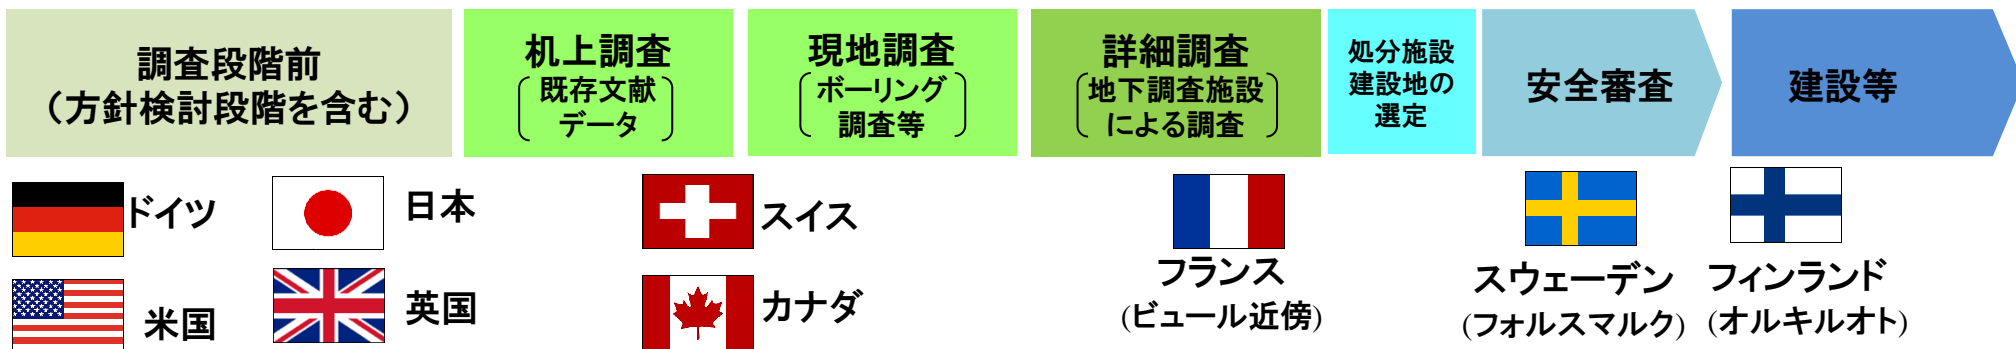 調査段階前
（方針検討段階を含む）
机上調査
既存文献
データ
現地調査
ボーリング
調査等
詳細調査
地下調査施設
による調査
処分施設
建設地の
選定
安全審査
建設等
ドイツ
日本
スイス
フランス
(ビュール近傍)
スウェーデン
(フォルスマルク)
フィンランド
(オルキルオト)
米国
英国
カナダ